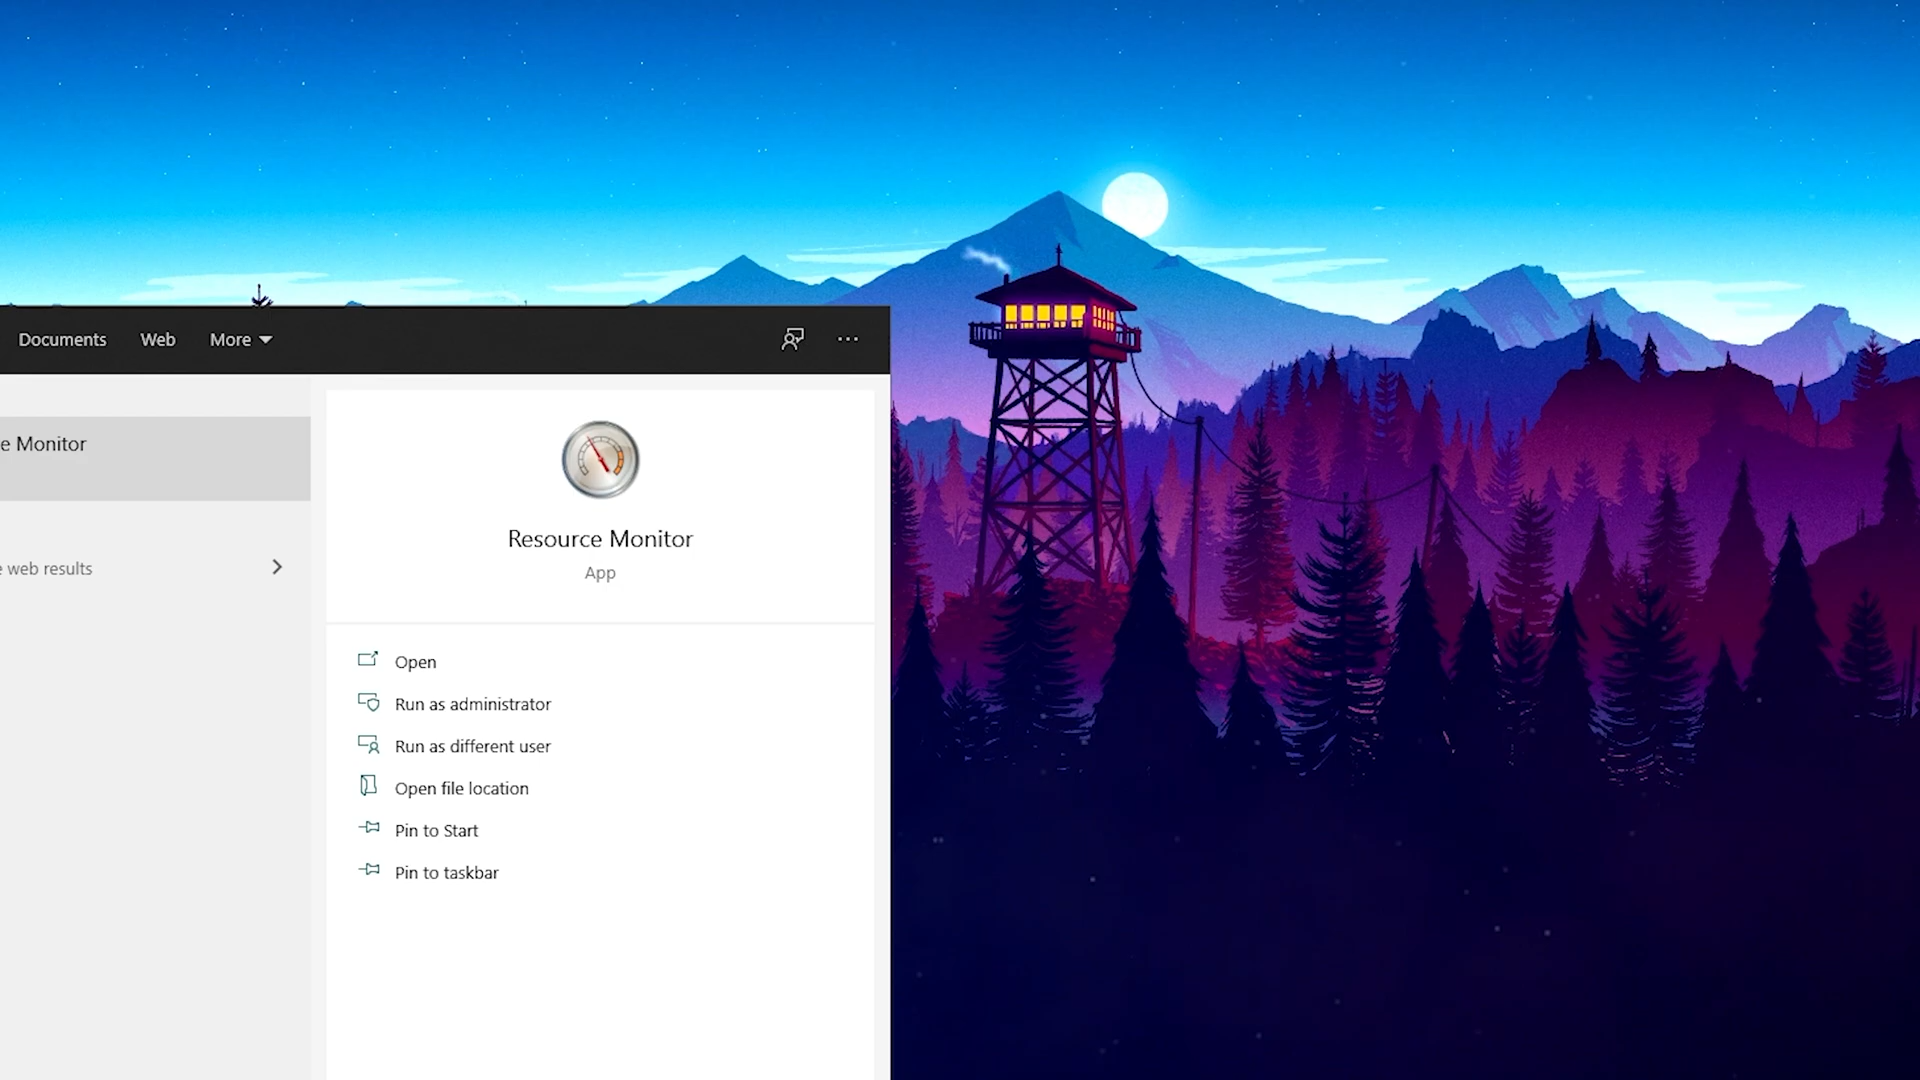 Documents Web More
e Monitor
web results
Resource Monitor
App
Open
Run as administrator
Run as different user
Open file location
Pin to Start
Pin to taskbar